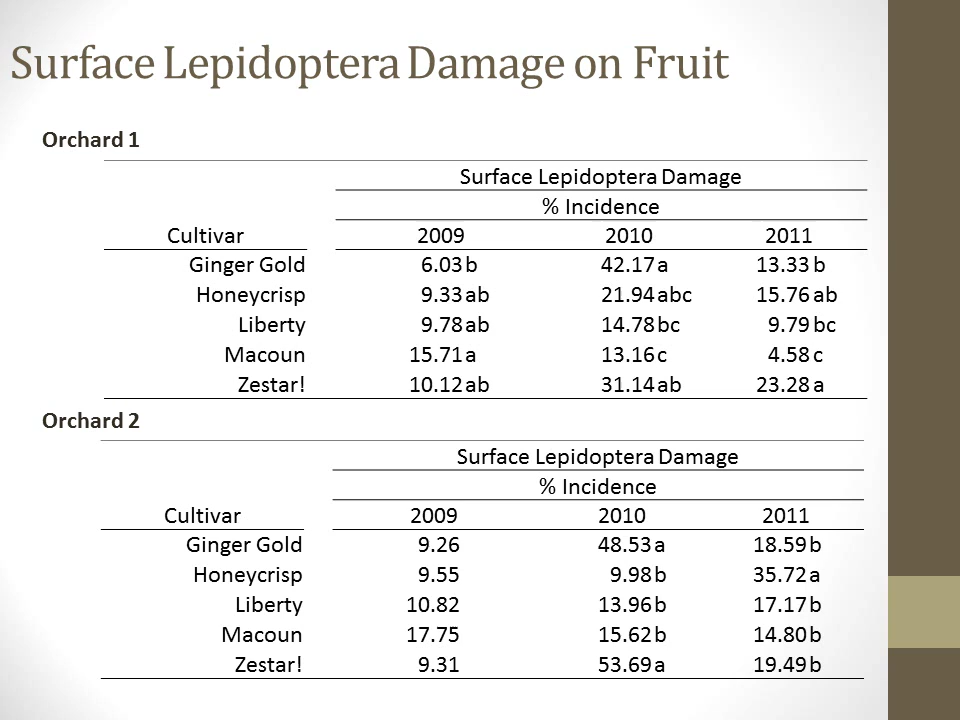 Surface Lepidoptera Damage on Fruit
Orchard 1
Surface Lepidoptera Damage
% Incidence
Cultivar 2009 2010 2011
Ginger Gold 6.03 b 42.17 a 13.33 b
Honeycrisp 9.33 ab 21.94 abc 15.76 ab
Liberty 9.78 ab 14.78 bc 9.79 bc
Macoun 15.71 a 13.16 c 4.58 c
Zestar! 10.12 ab 31.14 ab 23.28 a
Orchard 2
Surface Lepidoptera Damage
% Incidence
Cultivar 2009 2010 2011
Ginger Gold 9.26 48.53 a 18.59 b
Honeycrisp 9.55 9.98 b 35.72 a
Liberty 10.82 13.96 b 17.17 b
Macoun 17.75 15.62 b 14.80 b
Zestar! 9.31 53.69 a 19.49 b